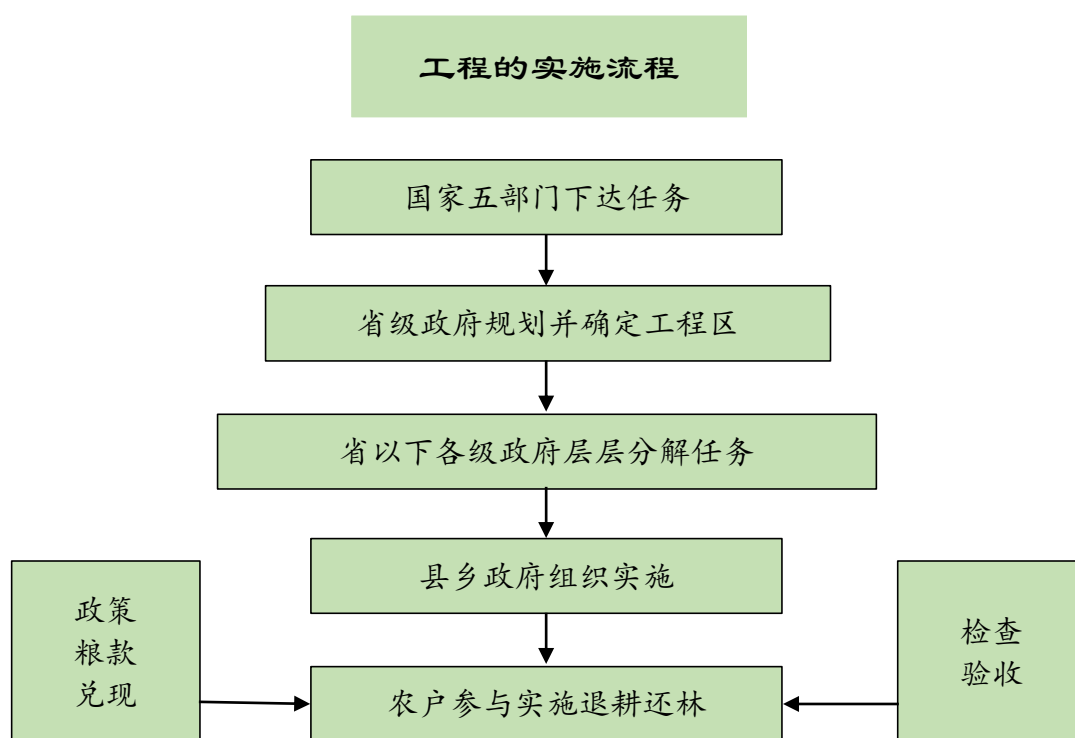 工程的实施流程
国家五部门下达任务
省级政府规划并确定工程区
省以下各级政府层层分解任务
县乡政府组织实施
政策
粮款
兑现
检查
验收
农户参与实施退耕还林